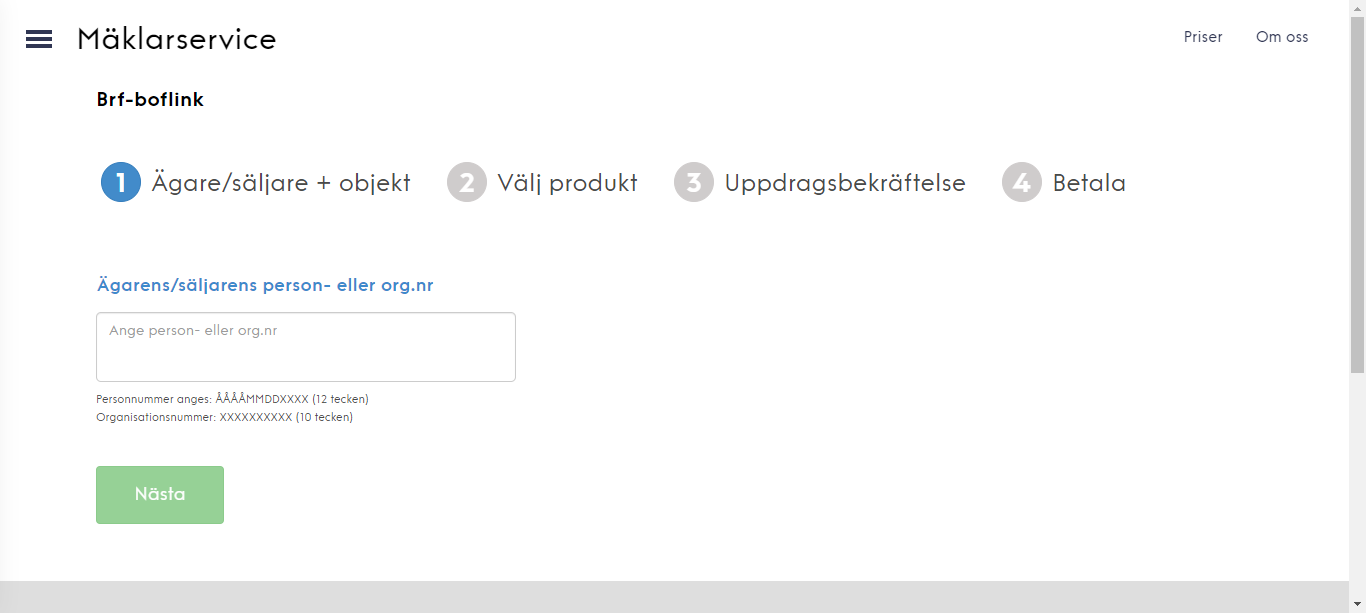 Mäklarservice
Priser
Om oss
Brf-boflink
1 Ägare/säljare + objekt
2 Välj produkt
3 Uppdragsbekräftelse
4 Betala
Ägarens/säljarens person- eller org.nr
Ange person- eller org.nr
Personnummer anges: ÅÅÅÅMMDDXXXX (12 tecken)
Organisationsnummer: XXXXXXXXXX (10 tecken)
Nästa